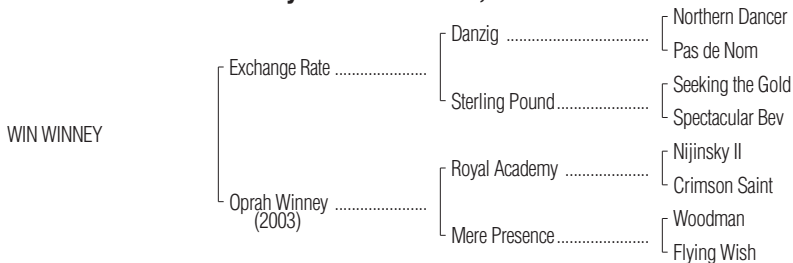 Northern Dancer
Danzig ................................
Pas de Nom
Exchange Rate .....................
Seeking the Gold
Sterling Pound.....................
Spectacular Bev
WIN WINNEY
Nijinsky II
Royal Academy ...................
Crimson Saint
Oprah Winney .....................
(2003)
Woodman
Mere Presence.....................
Flying Wish